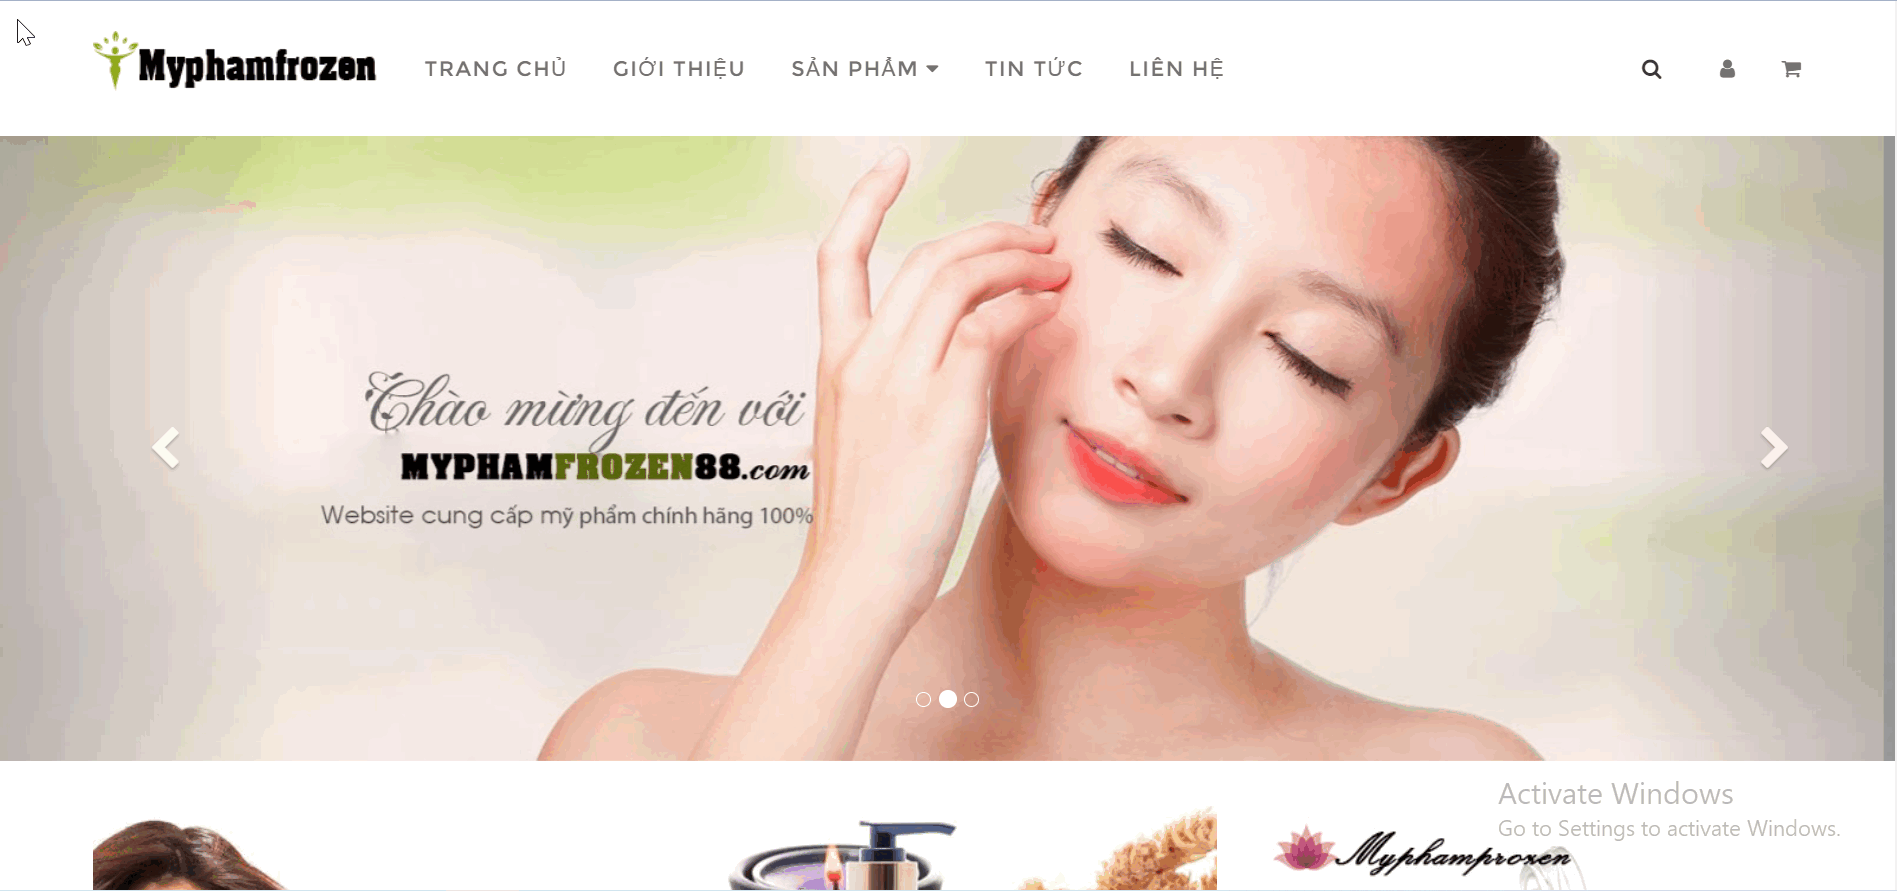 Myphamfrozen
TRANG CHỦ
GIỚI THIỆU
SẢN PHẨM
TIN TỨC
LIÊN HỆ
Chào mừng đến với
MYPHAMFROZEN88.com
Website cung cấp mỹ phẩm chính hãng 100%
Activate Windows
Go to Settings to activate Windows.
Myphamprozen